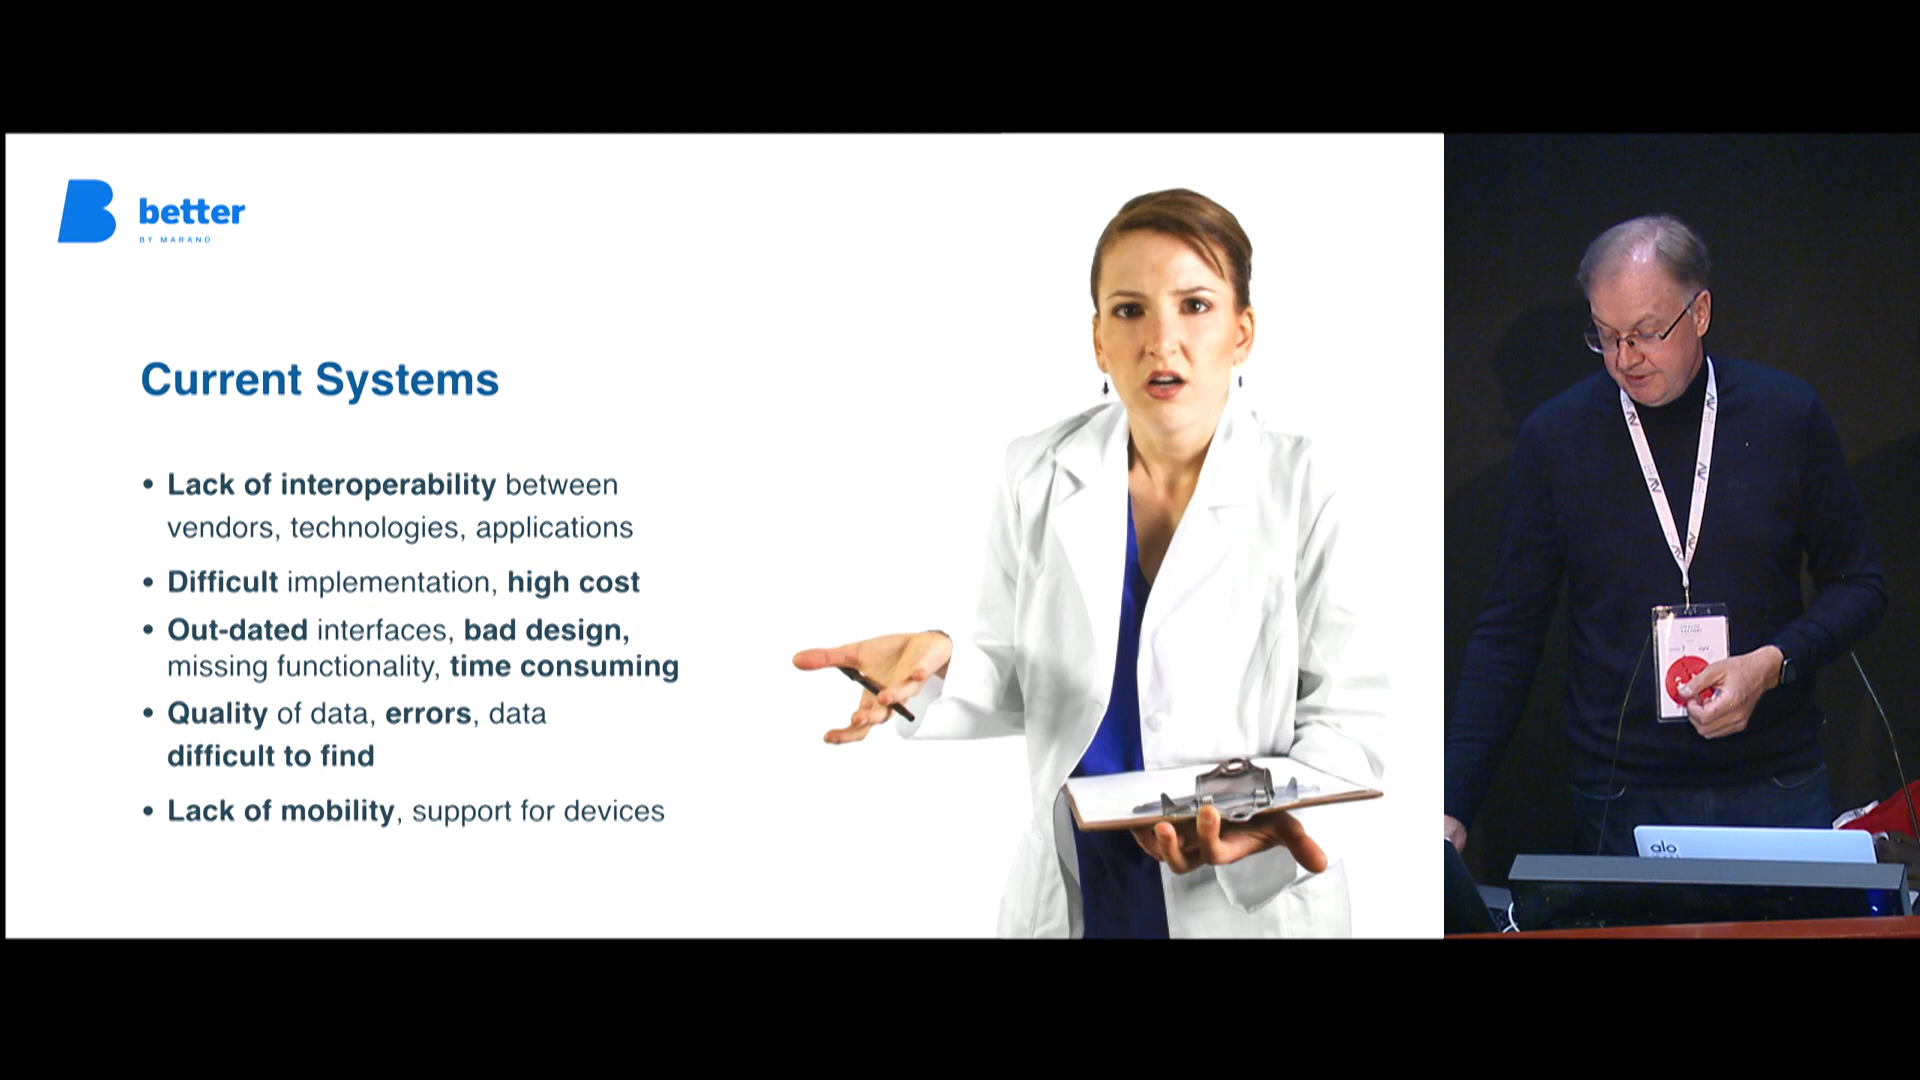 better
BY MARAND
Current Systems
• Lack of interoperability between
vendors, technologies, applications
• Difficult implementation, high cost
• Out-dated interfaces, bad design,
missing functionality, time consuming
• Quality of data, errors, data
difficult to find
• Lack of mobility, support for devices
alo